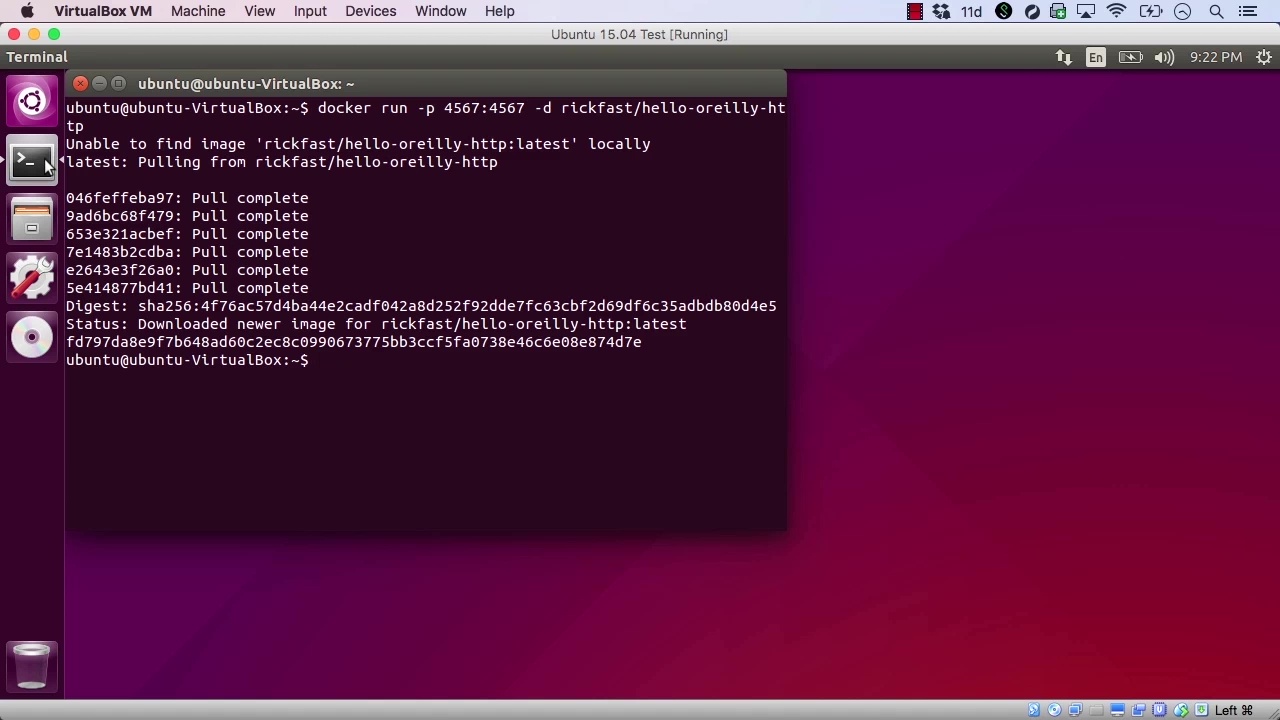 VirtualBox VM Machine View Input Devices Window Help 11d
Ubuntu 15.04 Test [Running]
Terminal En 9:22 PM
ubuntu@ubuntu-VirtualBox: ~
ubuntu@ubuntu-VirtualBox:~$ docker run -p 4567:4567 -d rickfast/hello-oreilly-ht
tp
Unable to find image 'rickfast/hello-oreilly-http:latest' locally
latest: Pulling from rickfast/hello-oreilly-http
046feffeba97: Pull complete
9ad6bc68f479: Pull complete
653e321acbef: Pull complete
7e1483b2cdba: Pull complete
e2643e3f26a0: Pull complete
5e414877bd41: Pull complete
Digest: sha256:4f76ac57d4ba44e2cadf042a8d252f92dde7fc63cbf2d69df6c35adbdb80d4e5
Status: Downloaded newer image for rickfast/hello-oreilly-http:latest
fd797da8e9f7b648ad60c2ec8c0990673775bb3ccf5fa0738e46c6e08e874d7e
ubuntu@ubuntu-VirtualBox:~$
Left ⌘